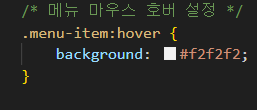 /* 메뉴 마우스 호버 설정 */
.menu-item:hover {
background: #f2f2f2;
}